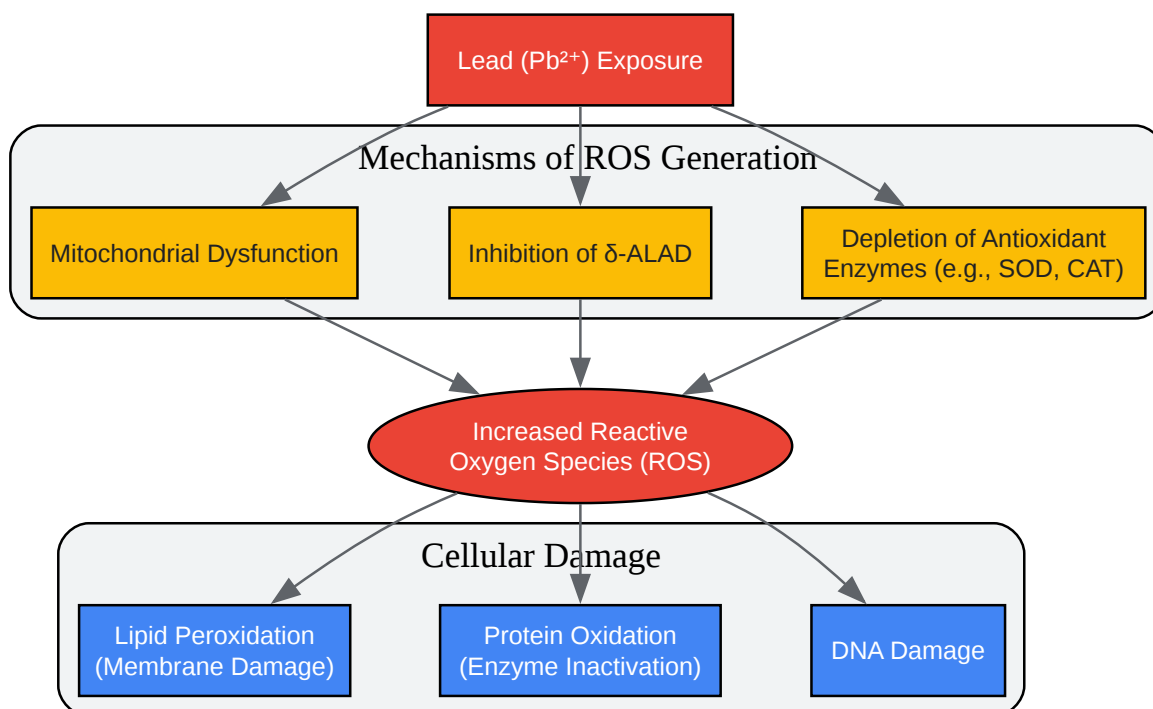 Lead (Pb²⁺) Exposure
Mechanisms of ROS Generation
Mitochondrial Dysfunction
Inhibition of δ-ALAD
Depletion of Antioxidant
Enzymes (e.g., SOD, CAT)
Increased Reactive
Oxygen Species (ROS)
Cellular Damage
Lipid Peroxidation
(Membrane Damage)
Protein Oxidation
(Enzyme Inactivation)
DNA Damage